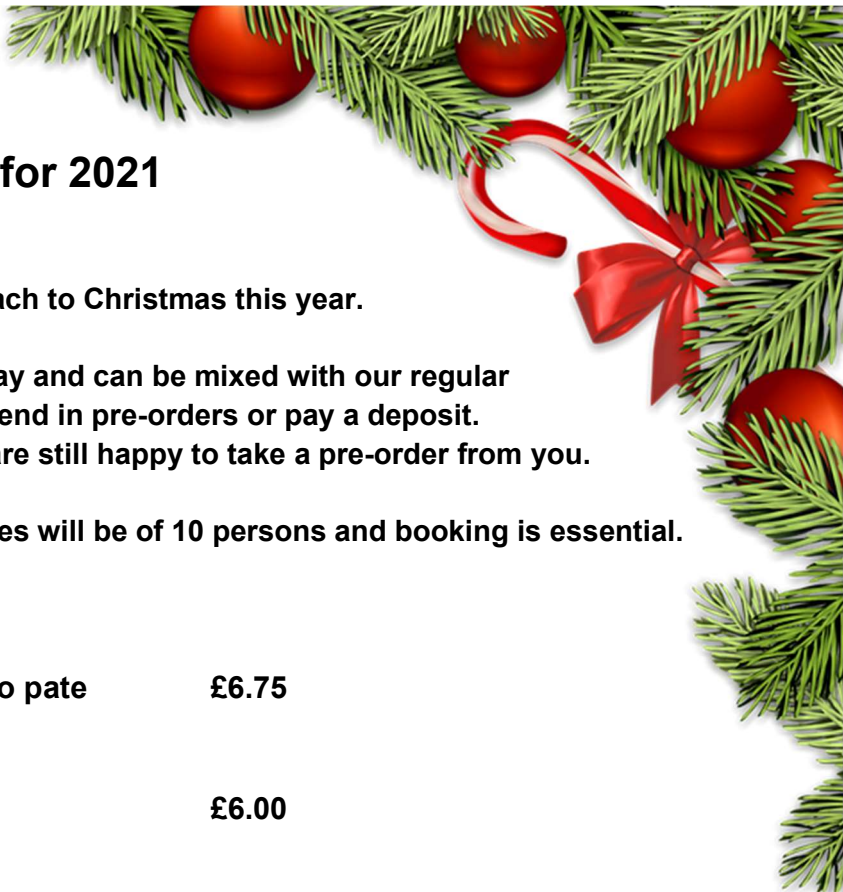 for 2021
ach to Christmas this year.
ay and can be mixed with our regular
end in pre-orders or pay a deposit.
are still happy to take a pre-order from you.
es will be of 10 persons and booking is essential.
o pate £6.75
£6.00